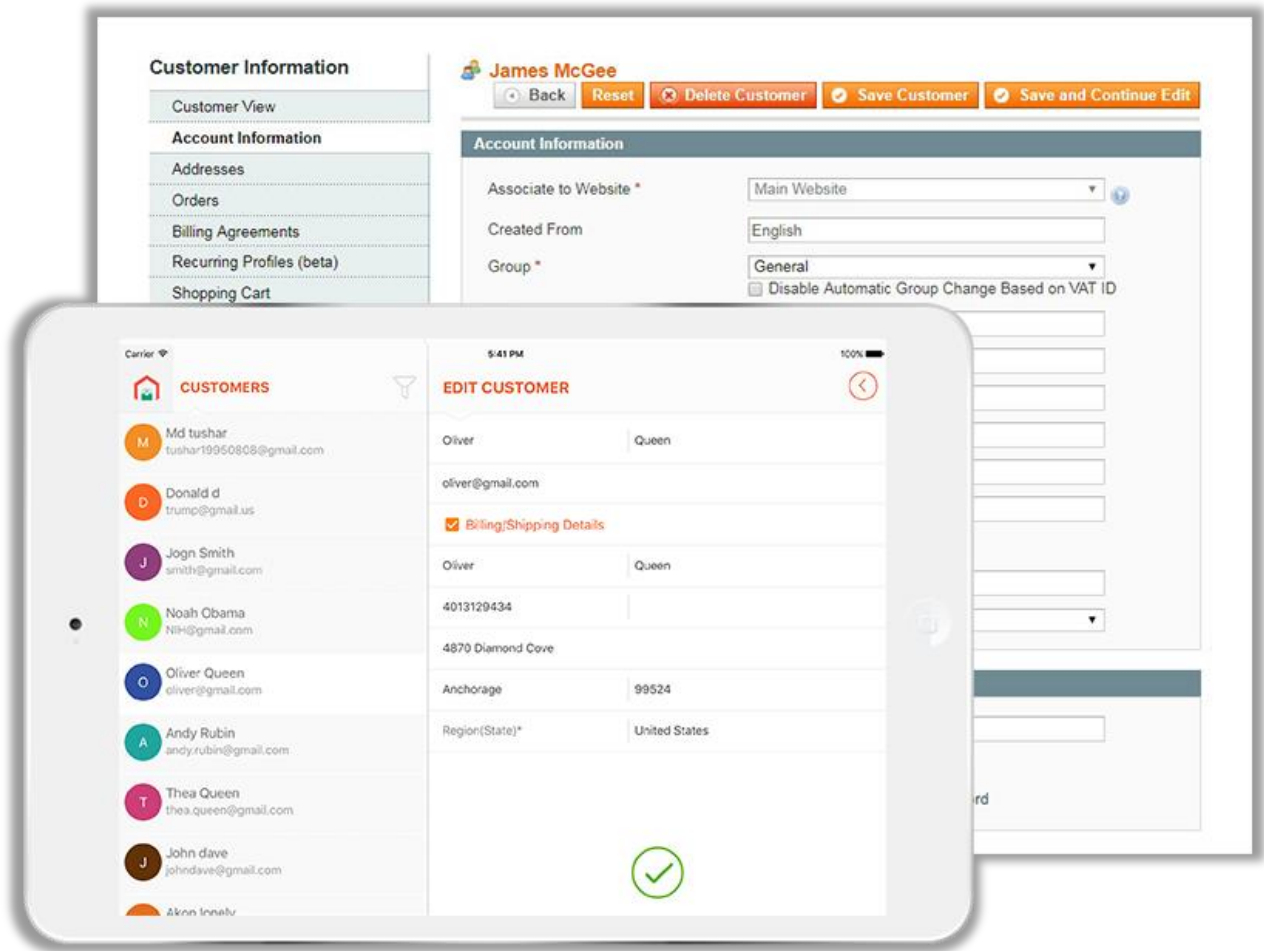 Customer Information
Customer View
Account Information
Addresses
Orders
Billing Agreements
Recurring Profiles (beta)
Shopping Cart
James McGee
Back Reset Delete Customer Save Customer Save and Continue Edit
Account Information
Associate to Website * Main Website
Created From English
Group * General
Disable Automatic Group Change Based on VAT ID
rd
Carrier 5:41 PM 100%
CUSTOMERS
M Md tushar
tushar19950808@gmail.com
D Donald d
trump@gmail.us
J Jogn Smith
smith@gmail.com
N Noah Obama
NIH@gmail.com
O Oliver Queen
oliver@gmail.com
A Andy Rubin
andy.rubin@gmail.com
T Thea Queen
thea.queen@gmail.com
J John dave
johndave@gmail.com
Akon lonely
EDIT CUSTOMER
Oliver Queen
oliver@gmail.com
Billing/Shipping Details
Oliver Queen
4013129434
4870 Diamond Cove
Anchorage 99524
Region(State)* United States